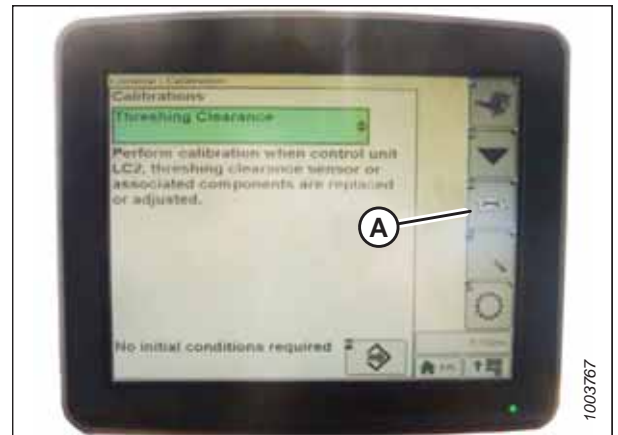 Calibrations
Threshing Clearance
Perform calibration when control unit
LC2, threshing clearance sensor or
associated components are replaced
or adjusted.
A
No initial conditions required
1003767